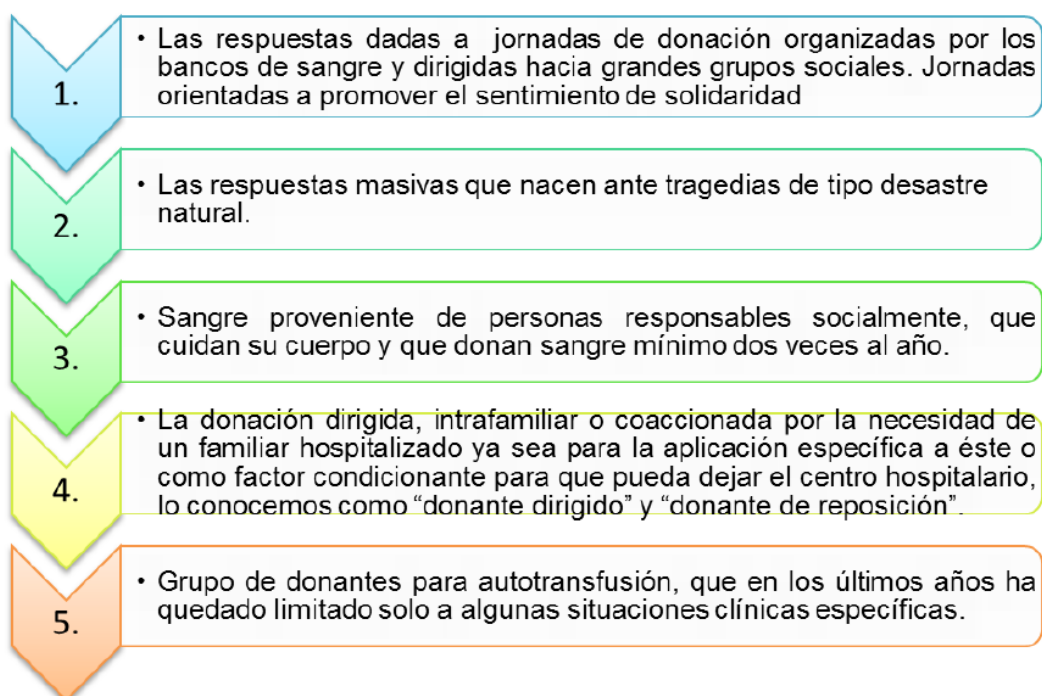 1.
• Las respuestas dadas a jornadas de donación organizadas por los
bancos de sangre y dirigidas hacia grandes grupos sociales. Jornadas
orientadas a promover el sentimiento de solidaridad
2.
• Las respuestas masivas que nacen ante tragedias de tipo desastre
natural.
3.
• Sangre proveniente de personas responsables socialmente, que
cuidan su cuerpo y que donan sangre mínimo dos veces al año.
4.
• La donación dirigida, intrafamiliar o coaccionada por la necesidad de
un familiar hospitalizado ya sea para la aplicación específica a éste o
como factor condicionante para que pueda dejar el centro hospitalario,
lo conocemos como “donante dirigido” y “donante de reposición”.
5.
• Grupo de donantes para autotransfusión, que en los últimos años ha
quedado limitado solo a algunas situaciones clínicas específicas.